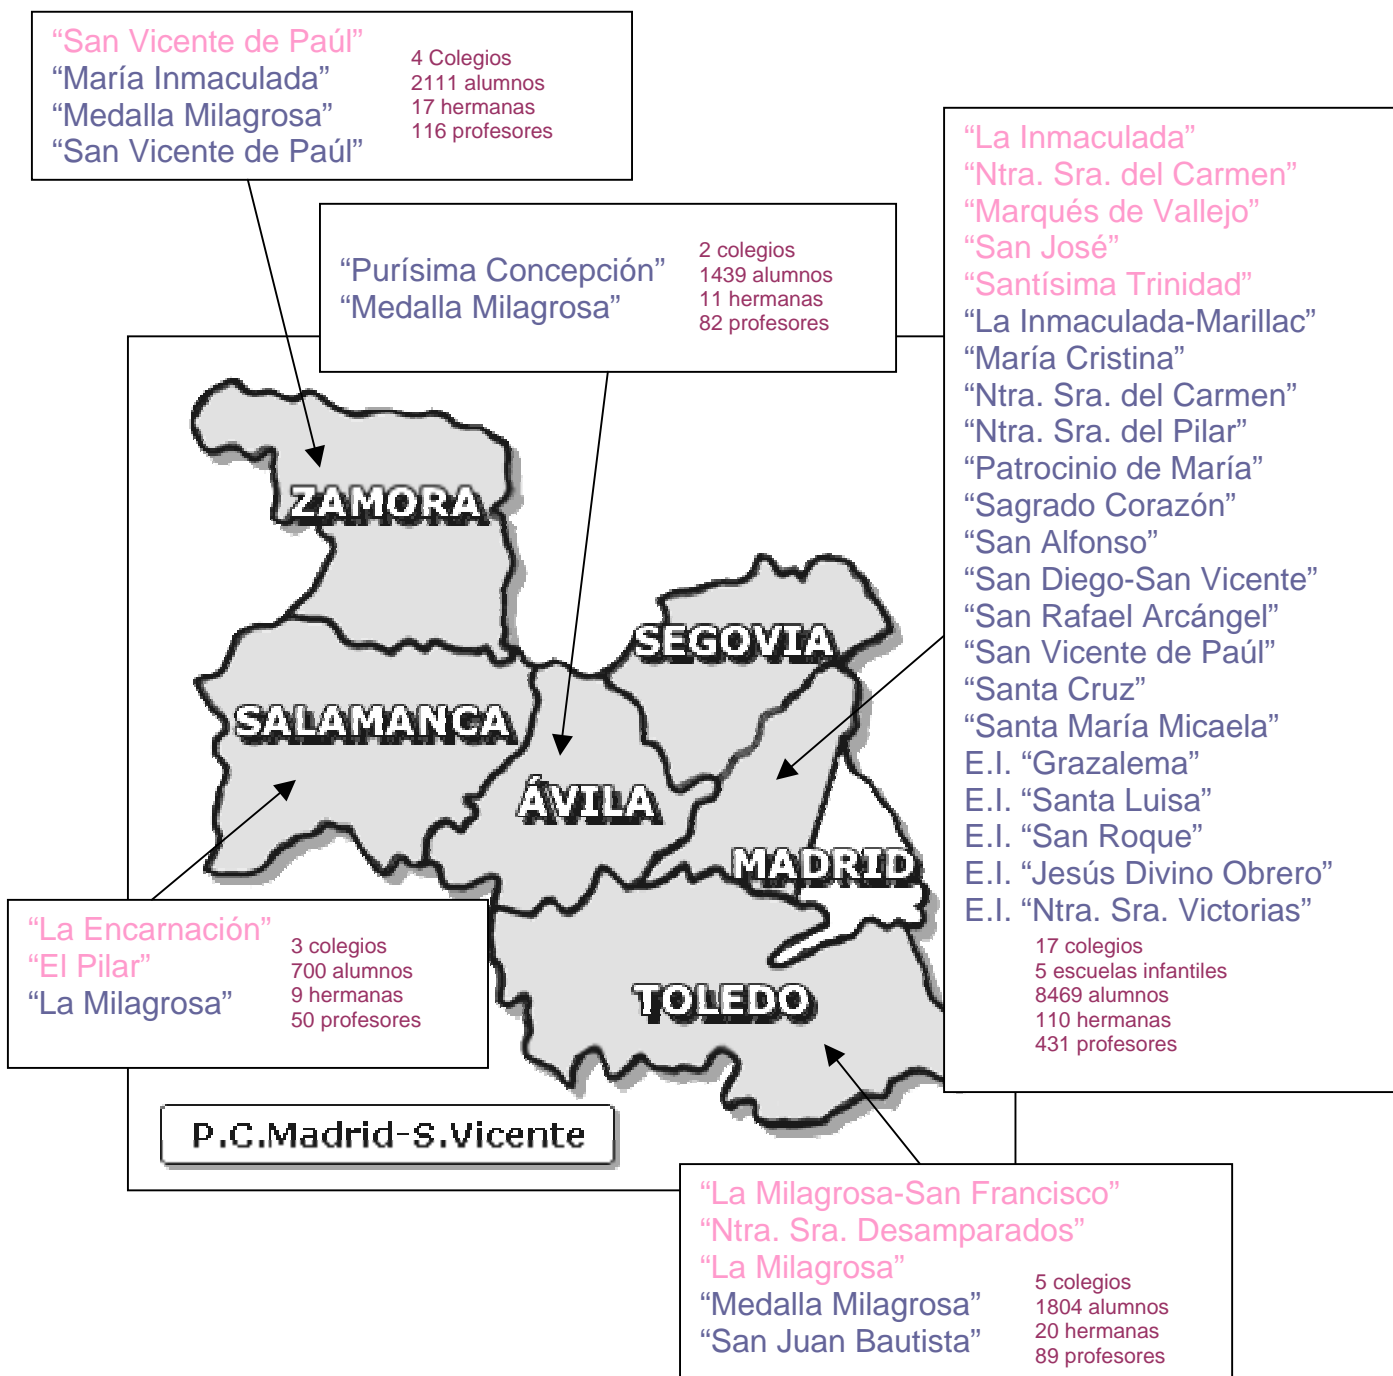 “San Vicente de Paúl”
“María Inmaculada”
“Medalla Milagrosa”
“San Vicente de Paúl”
4 Colegios
2111 alumnos
17 hermanas
116 profesores
“Purísima Concepción”
“Medalla Milagrosa”
2 colegios
1439 alumnos
11 hermanas
82 profesores
“La Inmaculada”
“Ntra. Sra. del Carmen”
“Marqués de Vallejo”
“San José”
“Santísima Trinidad”
“La Inmaculada-Marillac”
“María Cristina”
“Ntra. Sra. del Carmen”
“Ntra. Sra. del Pilar”
“Patrocinio de María”
“Sagrado Corazón”
“San Alfonso”
“San Diego-San Vicente”
“San Rafael Arcángel”
“San Vicente de Paúl”
“Santa Cruz”
“Santa María Micaela”
E.I. “Grazalema”
E.I. “Santa Luisa”
E.I. “San Roque”
E.I. “Jesús Divino Obrero”
E.I. “Ntra. Sra. Victorias”
17 colegios
5 escuelas infantiles
8469 alumnos
110 hermanas
431 profesores
ZAMORA
SEGOVIA
SALAMANCA
ÁVILA
MADRID
TOLEDO
“La Encarnación”
“El Pilar”
“La Milagrosa”
3 colegios
700 alumnos
9 hermanas
50 profesores
P.C.Madrid-S.Vicente
“La Milagrosa-San Francisco”
“Ntra. Sra. Desamparados”
“La Milagrosa”
“Medalla Milagrosa”
“San Juan Bautista”
5 colegios
1804 alumnos
20 hermanas
89 profesores